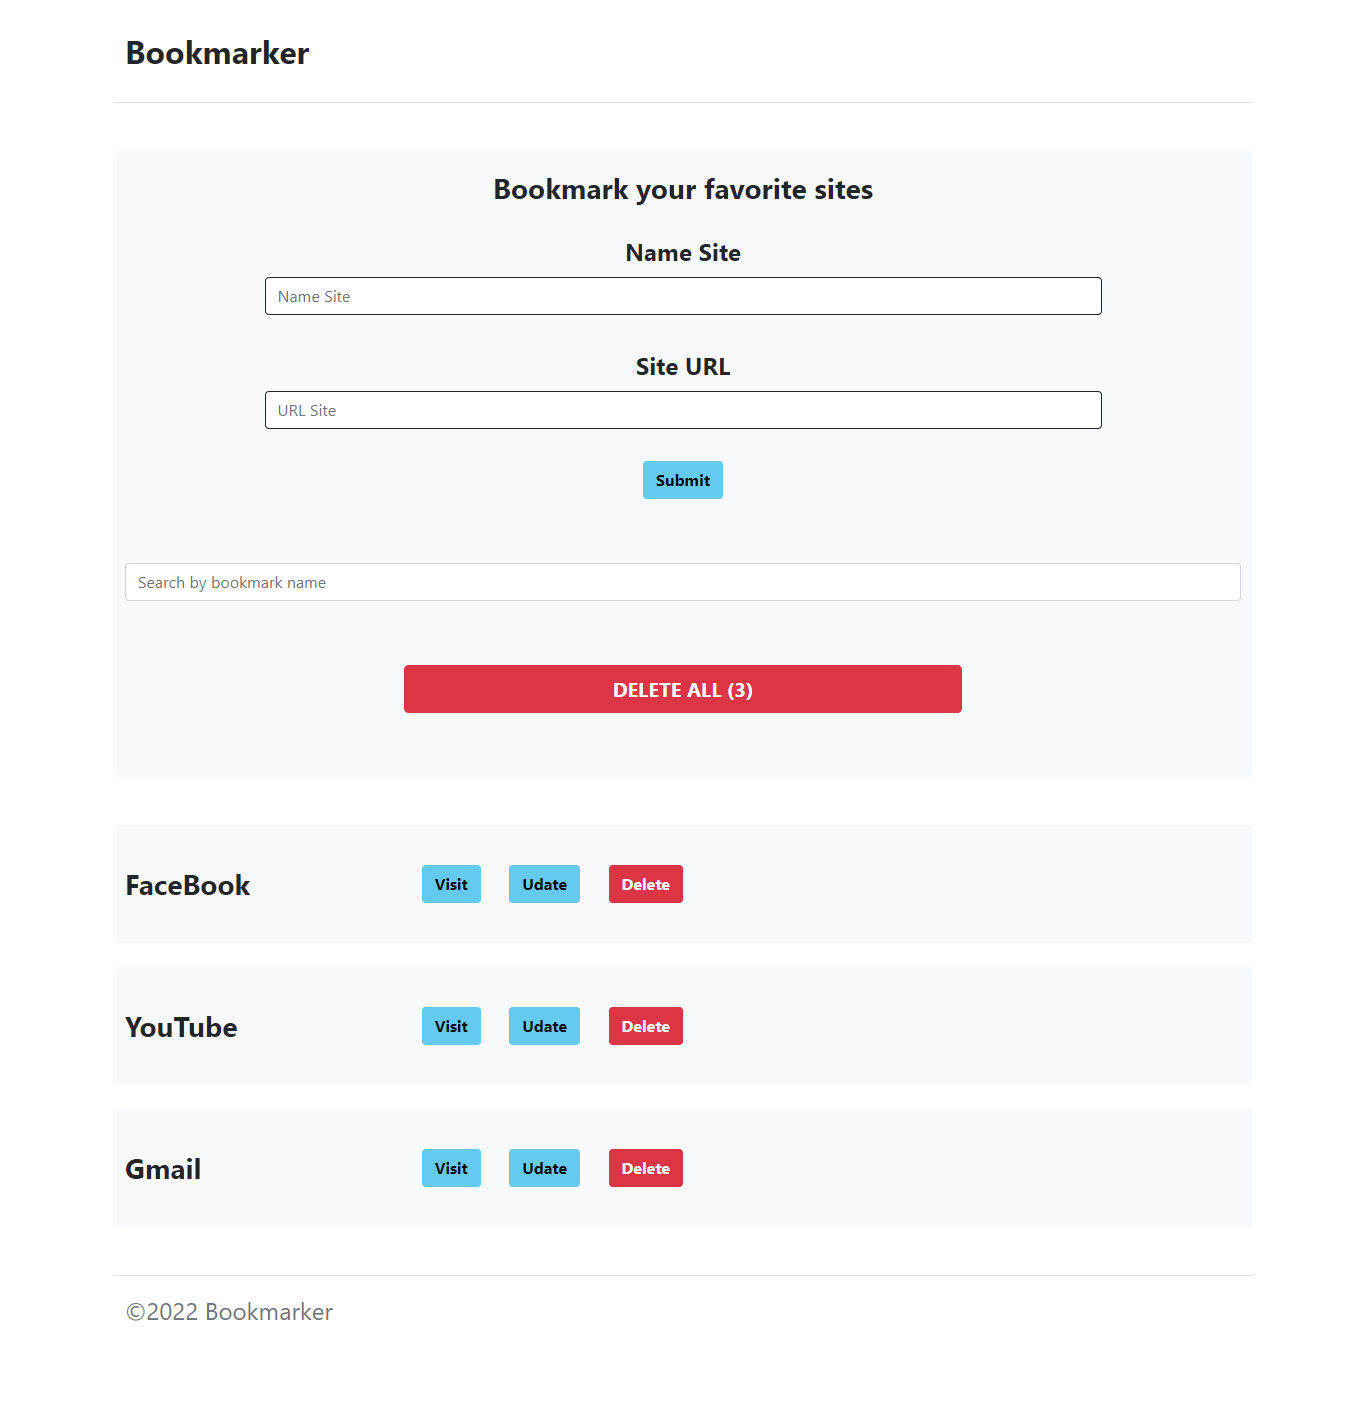 Bookmarker
Bookmark your favorite sites
Name Site
Name Site
Site URL
URL Site
Submit
Search by bookmark name
DELETE ALL (3)
FaceBook Visit Udate Delete
YouTube Visit Udate Delete
Gmail Visit Udate Delete
©2022 Bookmarker